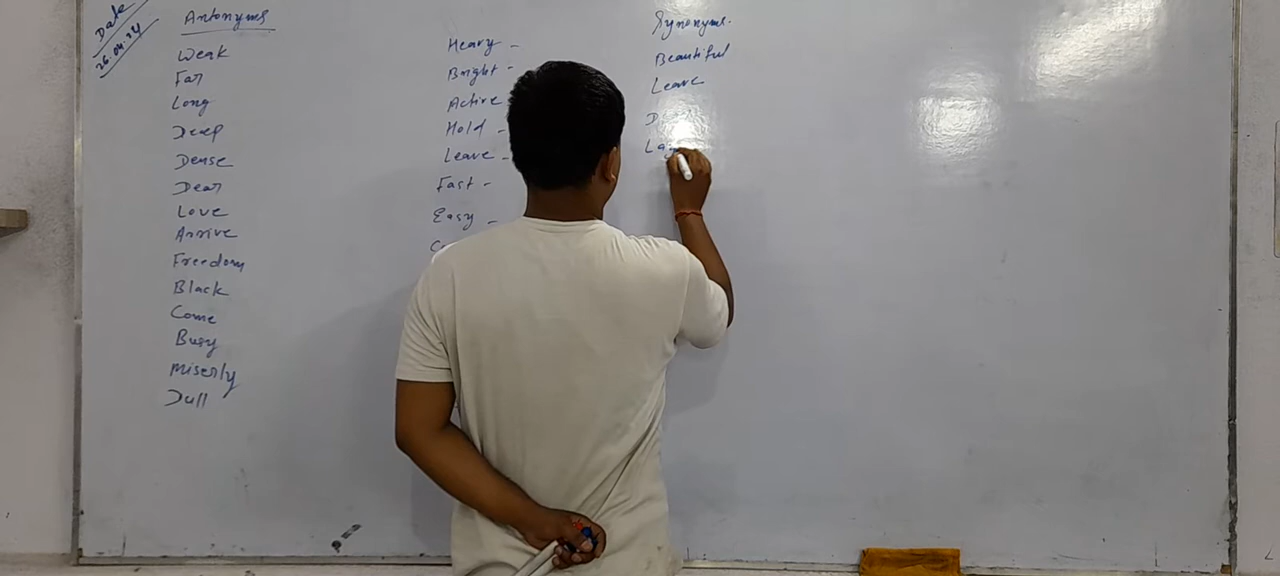 Date
26.04.24
Antonyms
Weak
Far
Long
Deep
Dense
Dear
Love
Arrive
Freedom
Black
Come
Busy
Miserly
Dull
Heavy -
Bright -
Active
Hold -
Leave -
Fast -
Easy -
Synonyms.
Beautiful
Leave